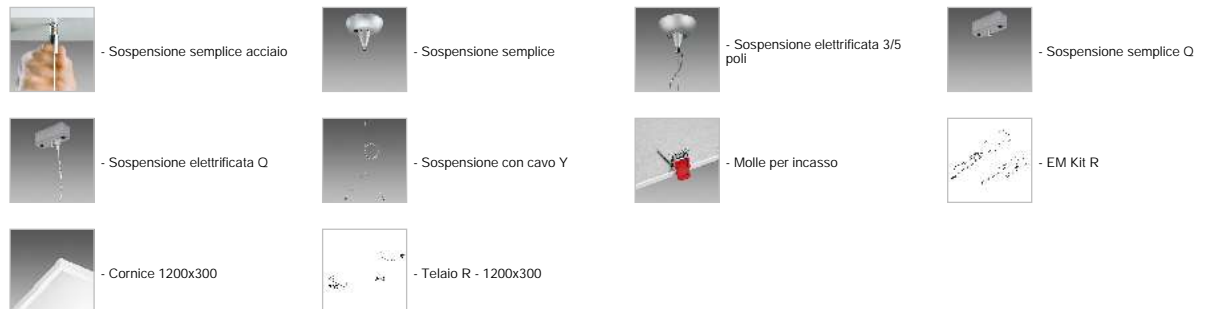 - Sospensione semplice acciaio
- Sospensione semplice
- Sospensione elettrificata 3/5
poli
- Sospensione semplice Q
- Sospensione elettrificata Q
- Sospensione con cavo Y
- Molle per incasso
- EM Kit R
- Cornice 1200x300
- Telaio R - 1200x300